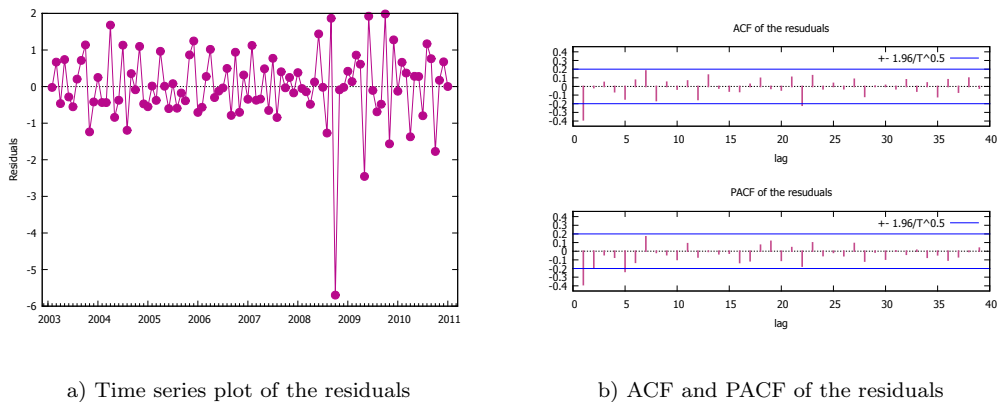 Residuals
2
1
0
-1
-2
-3
-4
-5
-6
2003 2004 2005 2006 2007 2008 2009 2010 2011
a) Time series plot of the residuals
ACF of the resuduals
+- 1.96/T^0.5
0.4
0.3
0.2
0.1
0
-0.1
-0.2
-0.3
-0.4
0 5 10 15 20 25 30 35 40
lag
PACF of the resuduals
+- 1.96/T^0.5
0.4
0.3
0.2
0.1
0
-0.1
-0.2
-0.3
-0.4
0 5 10 15 20 25 30 35 40
lag
b) ACF and PACF of the residuals